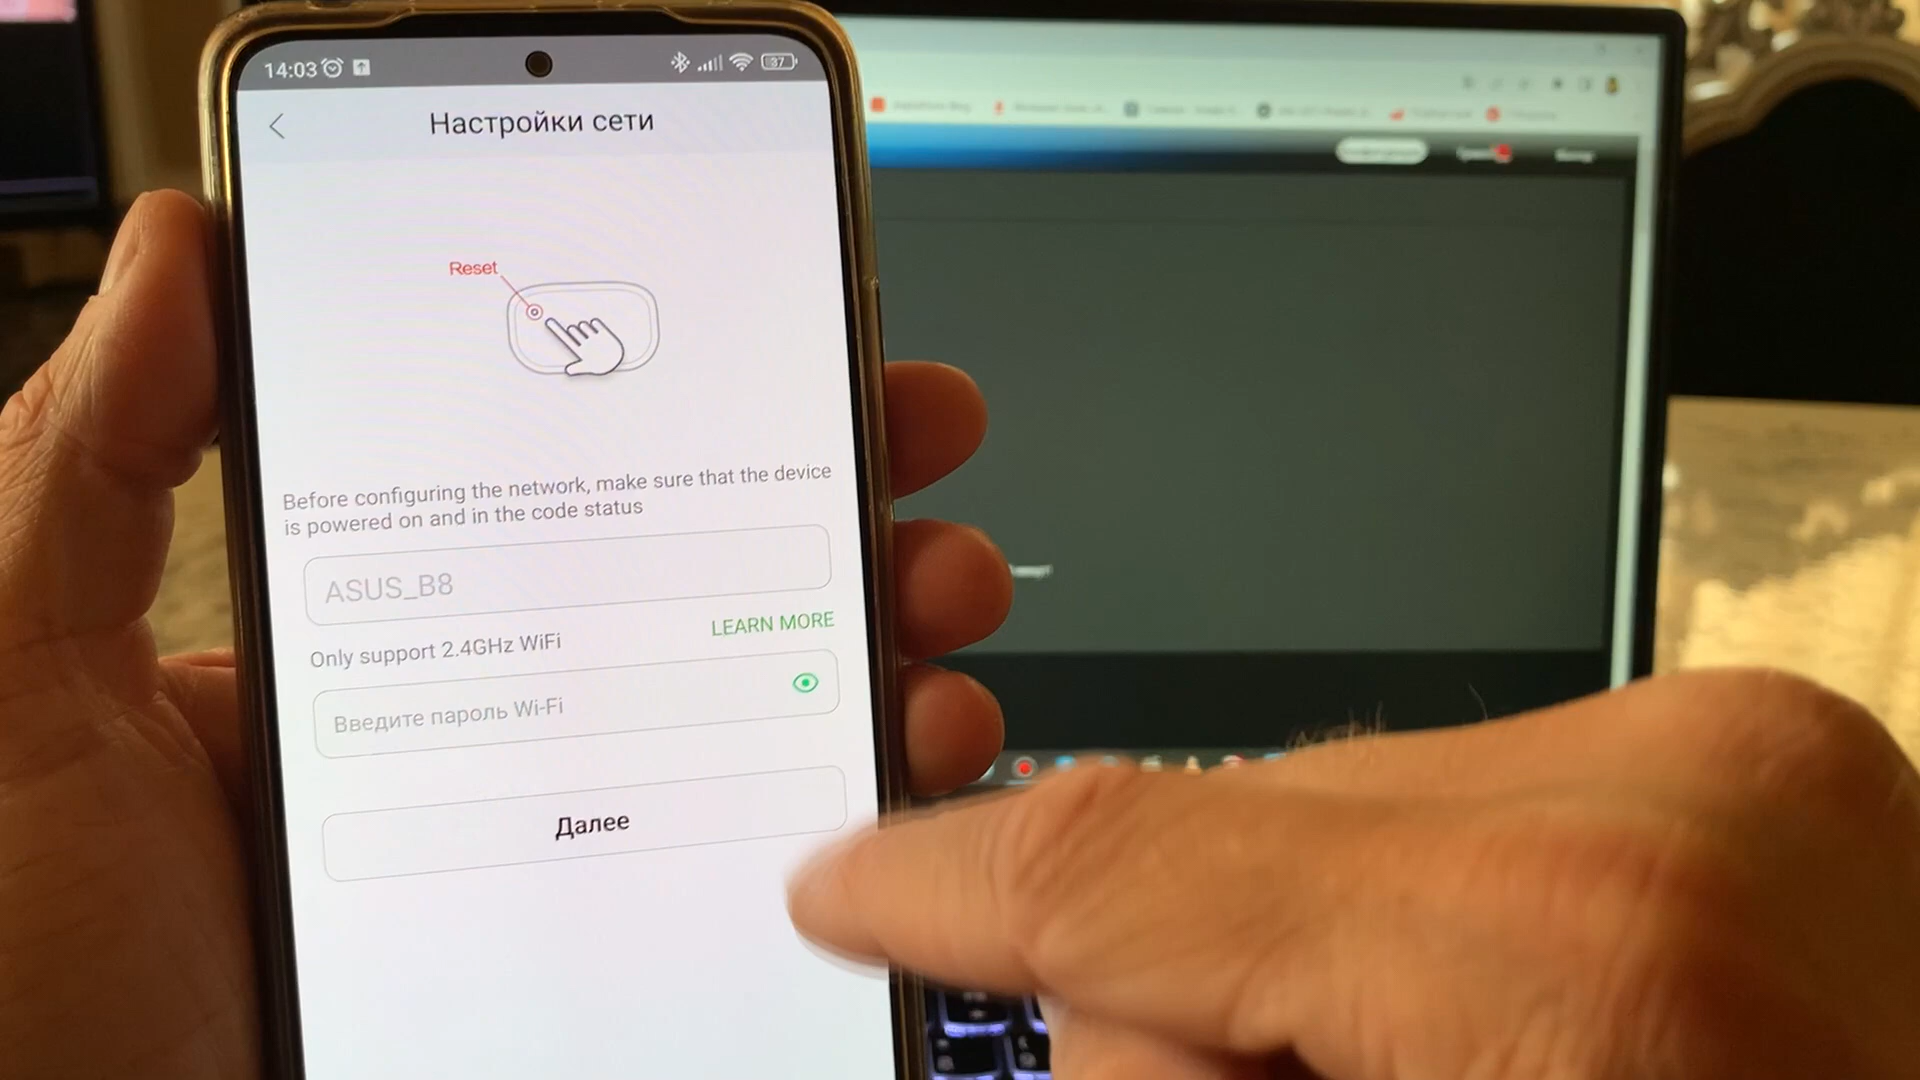 14:03
37
Настройки сети
Reset
Before configuring the network, make sure that the device
is powered on and in the code status
ASUS_B8
Only support 2.4GHz WiFi
LEARN MORE
Введите пароль Wi-Fi
Далее